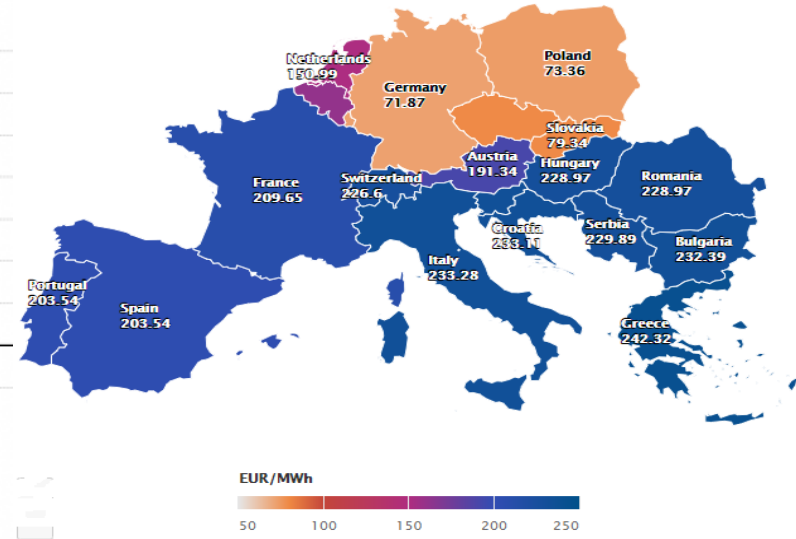 Netherlands
150.99
Poland
73.36
Germany
71.87
Slovakia
79.34
Austria
191.34
Hungary
228.97
Switzerland
226.6
France
209.65
Romania
228.97
Croatia
233.11
Serbia
229.89
Bulgaria
232.39
Italy
233.28
Portugal
203.54
Spain
203.54
Greece
242.32
EUR/MWh
50 100 150 200 250